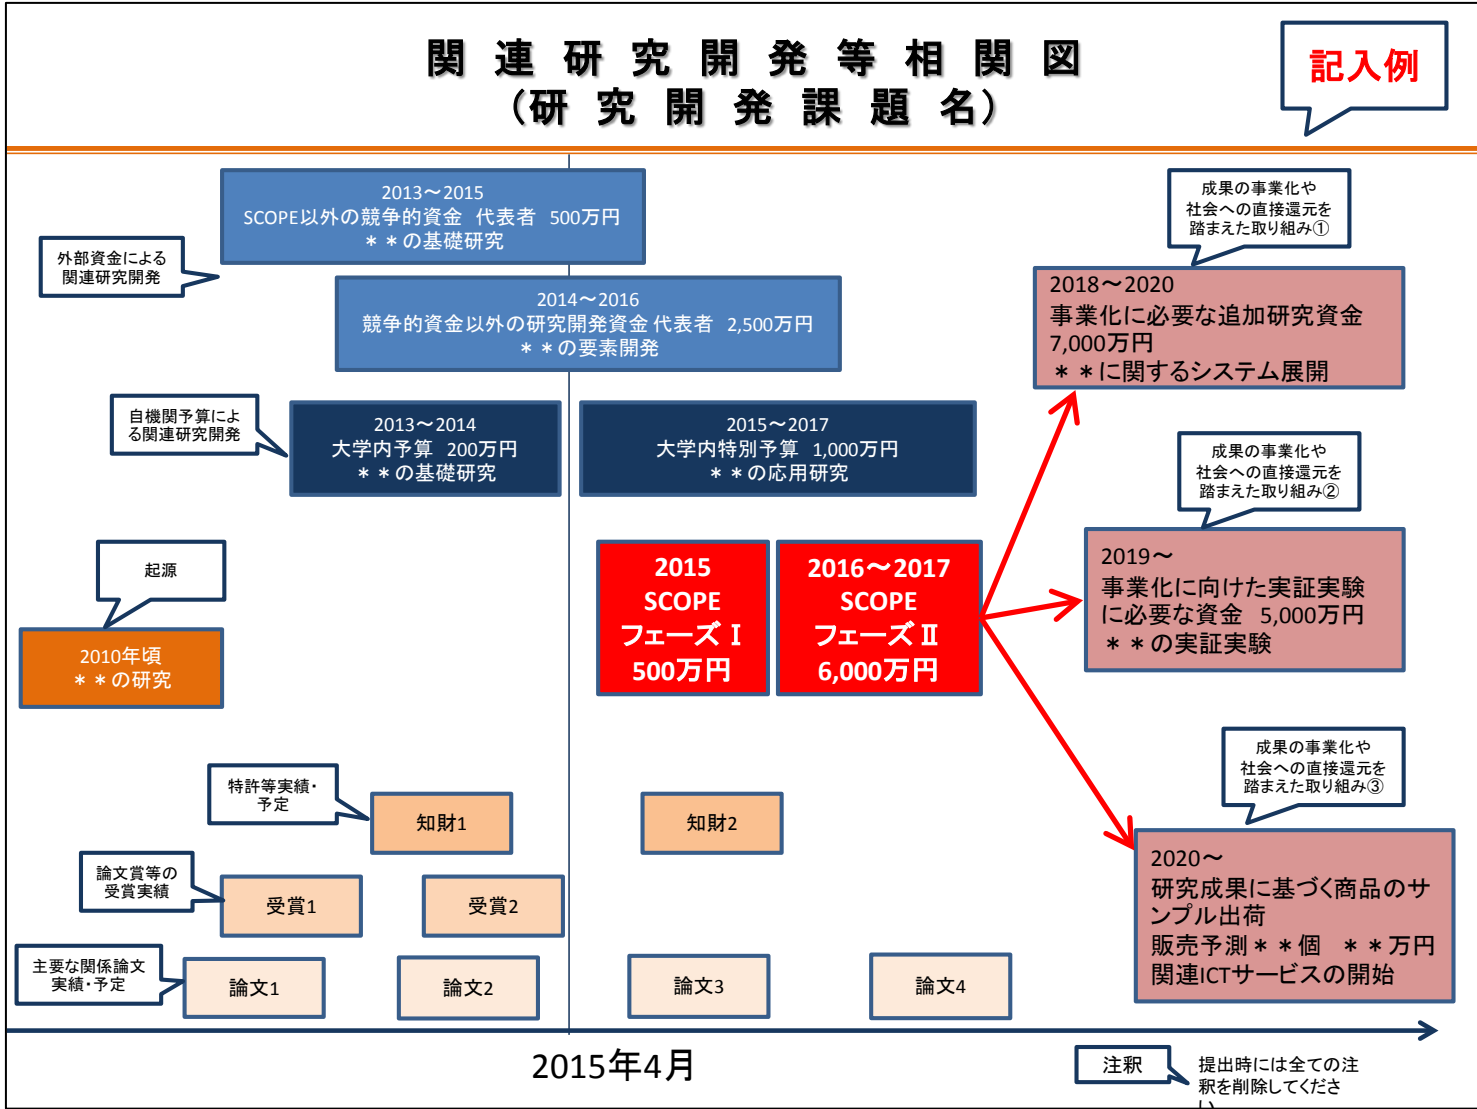 関連研究開発等相関図
（研究開発課題名）
記入例
2013～2015
SCOPE以外の競争的資金 代表者 500万円
＊＊の基礎研究
外部資金による
関連研究開発
2014～2016
競争的資金以外の研究開発資金 代表者 2,500万円
＊＊の要素開発
成果の事業化や
社会への直接還元を
踏まえた取り組み①
2018～2020
事業化に必要な追加研究資金
7,000万円
＊＊に関するシステム展開
自機関予算によ
る関連研究開発
2013～2014
大学内予算 200万円
＊＊の基礎研究
2015～2017
大学内特別予算 1,000万円
＊＊の応用研究
成果の事業化や
社会への直接還元を
踏まえた取り組み②
2019～
事業化に向けた実証実験
に必要な資金 5,000万円
＊＊の実証実験
起源
2010年頃
＊＊の研究
2015
SCOPE
フェーズⅠ
500万円
2016～2017
SCOPE
フェーズⅡ
6,000万円
成果の事業化や
社会への直接還元を
踏まえた取り組み③
2020～
研究成果に基づく商品のサ
ンプル出荷
販売予測＊＊個 ＊＊万円
関連ICTサービスの開始
特許等実績・
予定
知財1
知財2
論文賞等の
受賞実績
受賞1
受賞2
主要な関係論文
実績・予定
論文1
論文2
論文3
論文4
2015年4月
注釈
提出時には全ての注
釈を削除してくださ
い